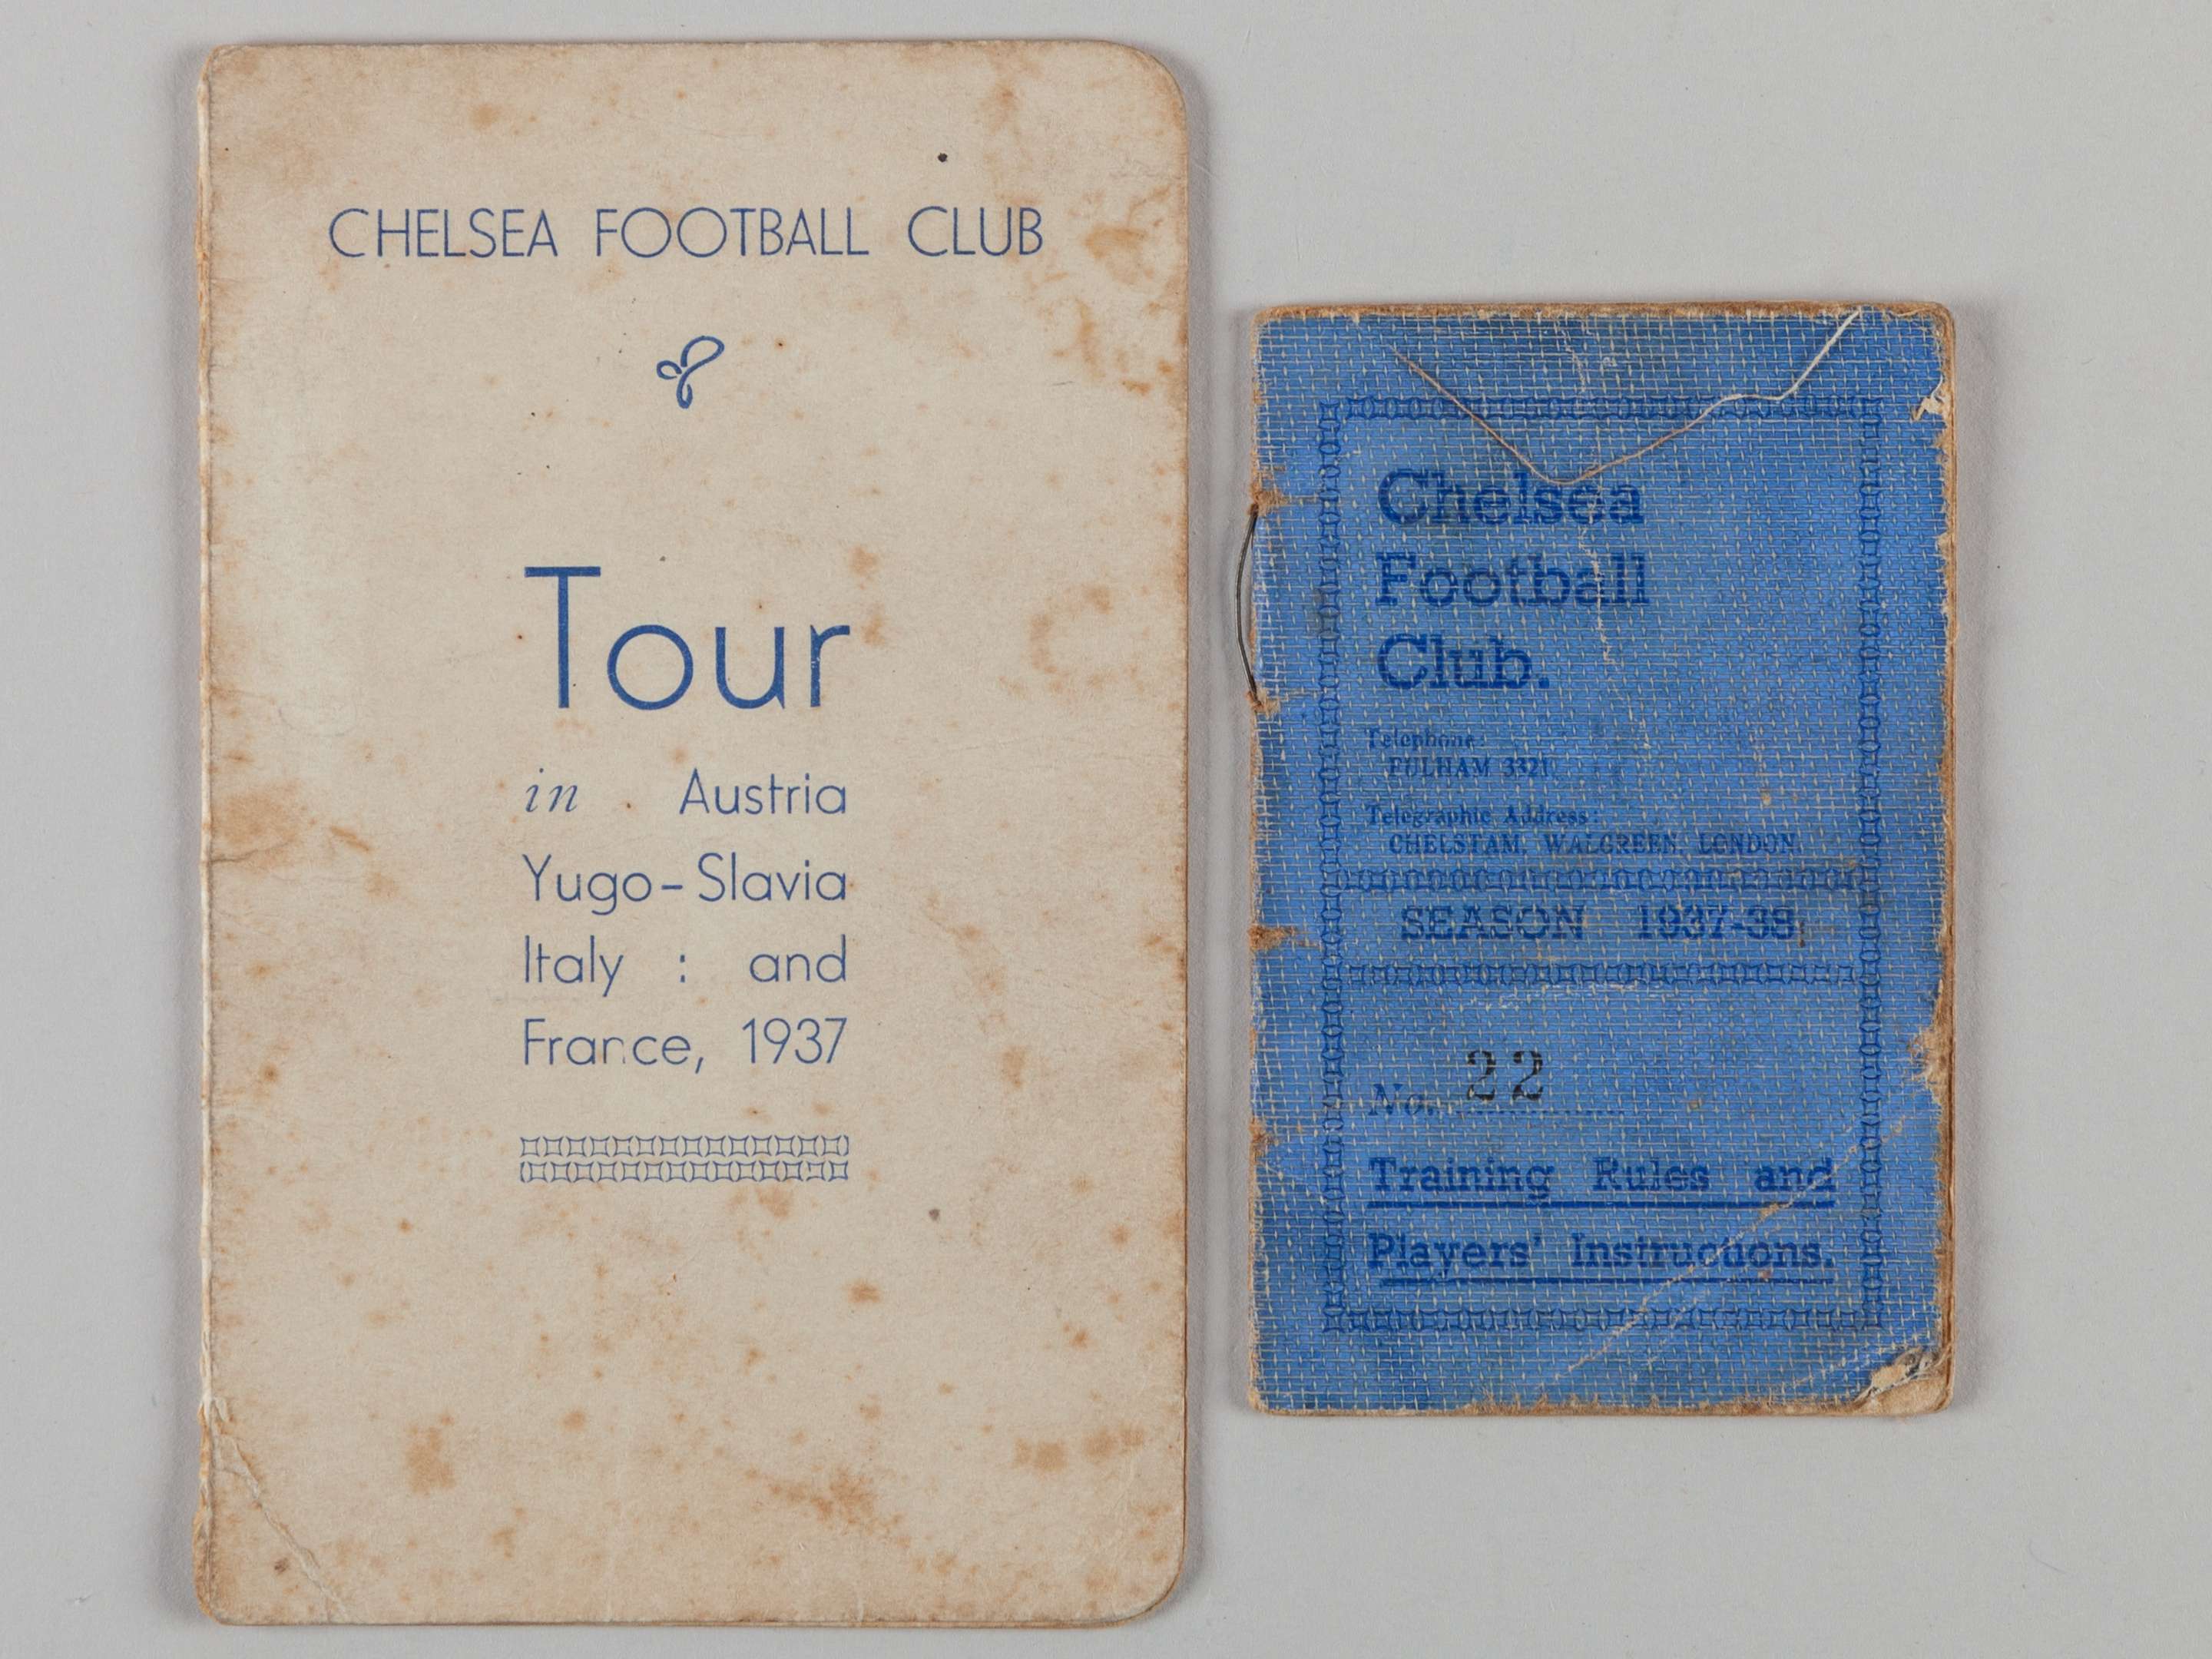 CHELSEA FOOTBALL CLUB
Tour
in Austria
Yugo-Slavia
Italy : and
France, 1937
Chelsea
Football
Club.
Telephone:
FULHAM 3321.
Telegraphic Address:
CHELSTAM, WALGREEN, LONDON.
SEASON 1937-38.
No. 22
Training Rules and
Players' Instructions.